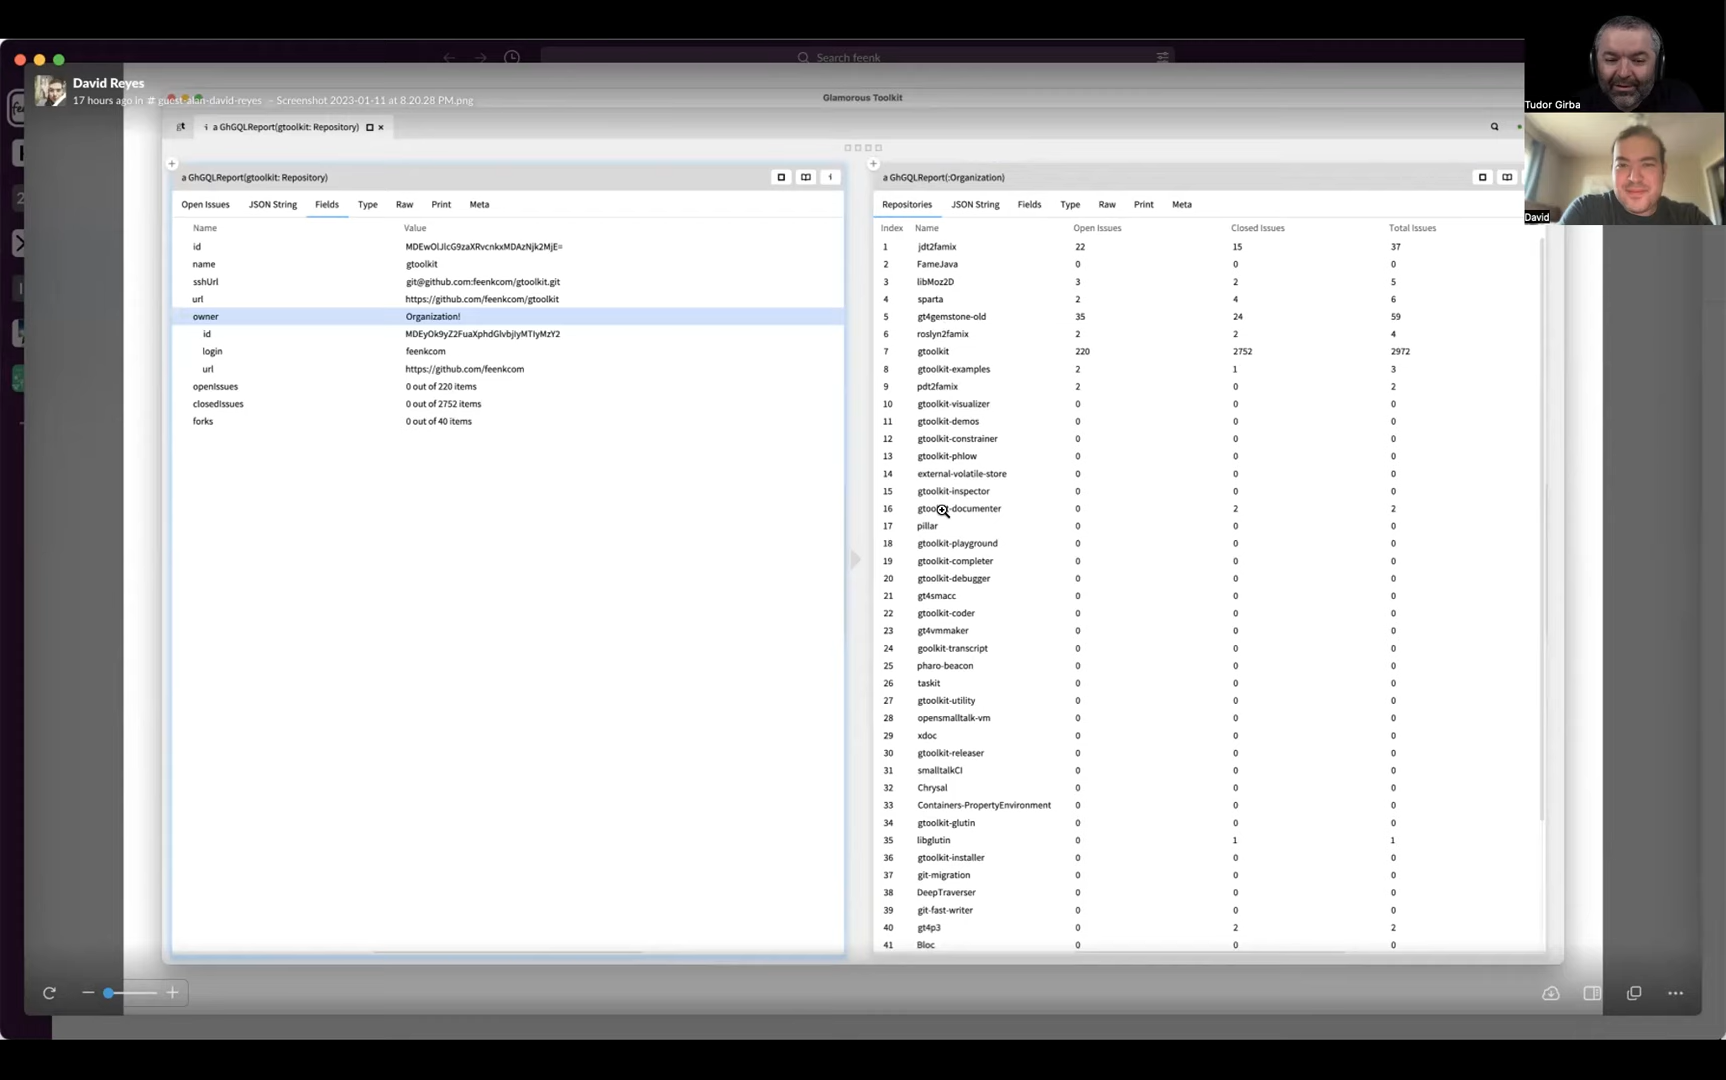 Search feenk
David Reyes
17 hours ago in # guest-alan-david-reyes – Screenshot 2023-01-11 at 8.20.28 PM.png
Glamorous Toolkit
Tudor Girba
David
gt
i a GhGQLReport(gtoolkit: Repository)
a GhGQLReport(gtoolkit: Repository)
i
Open Issues JSON String Fields Type Raw Print Meta
Name Value
id MDEwOlJlcG9zaXRvcnkxMDAzNjk2MjE=
name gtoolkit
sshUrl git@github.com:feenkcom/gtoolkit.git
url https://github.com/feenkcom/gtoolkit
owner Organization!
id MDEyOk9yZ2FuaXphdGlvbjIyMTIyMzY2
login feenkcom
url https://github.com/feenkcom
openIssues 0 out of 220 items
closedIssues 0 out of 2752 items
forks 0 out of 40 items
a GhGQLReport(:Organization)
Repositories JSON String Fields Type Raw Print Meta
Index Name Open Issues Closed Issues Total Issues
1 jdt2famix 22 15 37
2 FameJava 0 0 0
3 libMoz2D 3 2 5
4 sparta 2 4 6
5 gt4gemstone-old 35 24 59
6 roslyn2famix 2 2 4
7 gtoolkit 220 2752 2972
8 gtoolkit-examples 2 1 3
9 pdt2famix 2 0 2
10 gtoolkit-visualizer 0 0 0
11 gtoolkit-demos 0 0 0
12 gtoolkit-constrainer 0 0 0
13 gtoolkit-phlow 0 0 0
14 external-volatile-store 0 0 0
15 gtoolkit-inspector 0 0 0
16 gtoolkit-documenter 0 2 2
17 pillar 0 0 0
18 gtoolkit-playground 0 0 0
19 gtoolkit-completer 0 0 0
20 gtoolkit-debugger 0 0 0
21 gt4smacc 0 0 0
22 gtoolkit-coder 0 0 0
23 gt4vmmaker 0 0 0
24 goolkit-transcript 0 0 0
25 pharo-beacon 0 0 0
26 taskit 0 0 0
27 gtoolkit-utility 0 0 0
28 opensmalltalk-vm 0 0 0
29 xdoc 0 0 0
30 gtoolkit-releaser 0 0 0
31 smalltalkCI 0 0 0
32 Chrysal 0 0 0
33 Containers-PropertyEnvironment 0 0 0
34 gtoolkit-glutin 0 0 0
35 libglutin 0 1 1
36 gtoolkit-installer 0 0 0
37 git-migration 0 0 0
38 DeepTraverser 0 0 0
39 git-fast-writer 0 0 0
40 gt4p3 0 2 2
41 Bloc 0 0 0